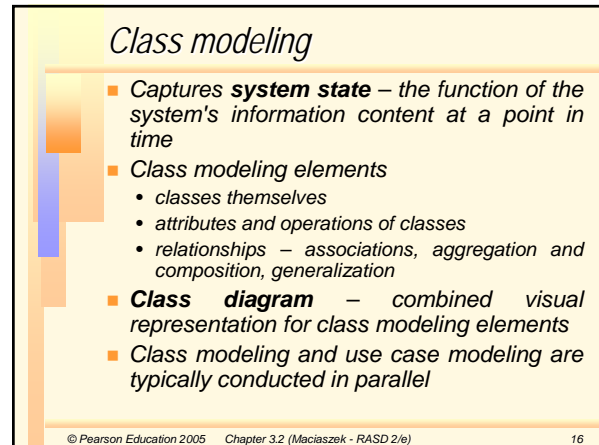 Class modeling
■ Captures system state – the function of the
system's information content at a point in
time
■ Class modeling elements
• classes themselves
• attributes and operations of classes
• relationships – associations, aggregation and
composition, generalization
■ Class diagram – combined visual
representation for class modeling elements
■ Class modeling and use case modeling are
typically conducted in parallel
© Pearson Education 2005 Chapter 3.2 (Maciaszek - RASD 2/e) 16